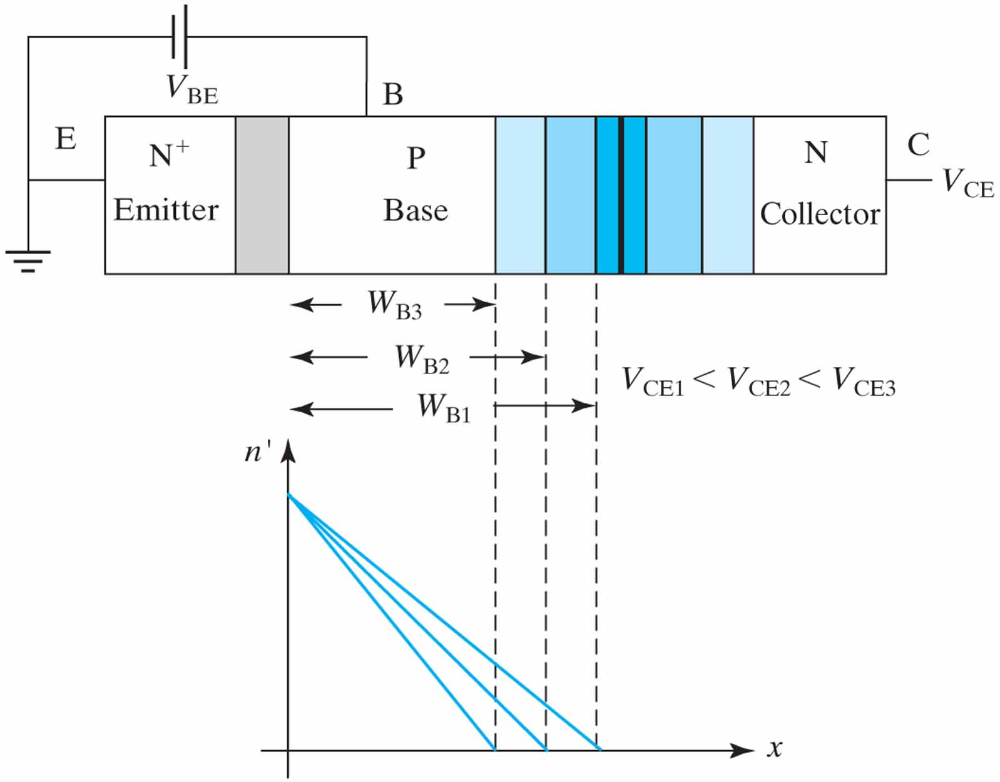 V_BE
B
E
N⁺
Emitter
P
Base
N
Collector
C
V_CE
W_B3
W_B2
W_B1
V_CE1 < V_CE2 < V_CE3
n'
x